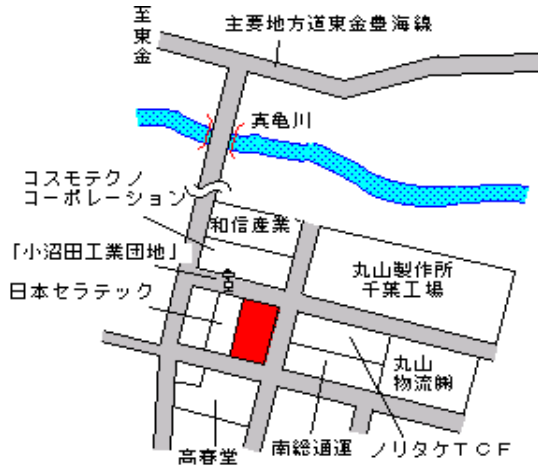 至東金
主要地方道東金豊海線
真亀川
コスモテクノ
コーポレーション
和信産業
「小沼田工業団地」
丸山製作所
千葉工場
日本セラテック
丸山
物流㈱
高春堂
南総通運
ノリタケTCF